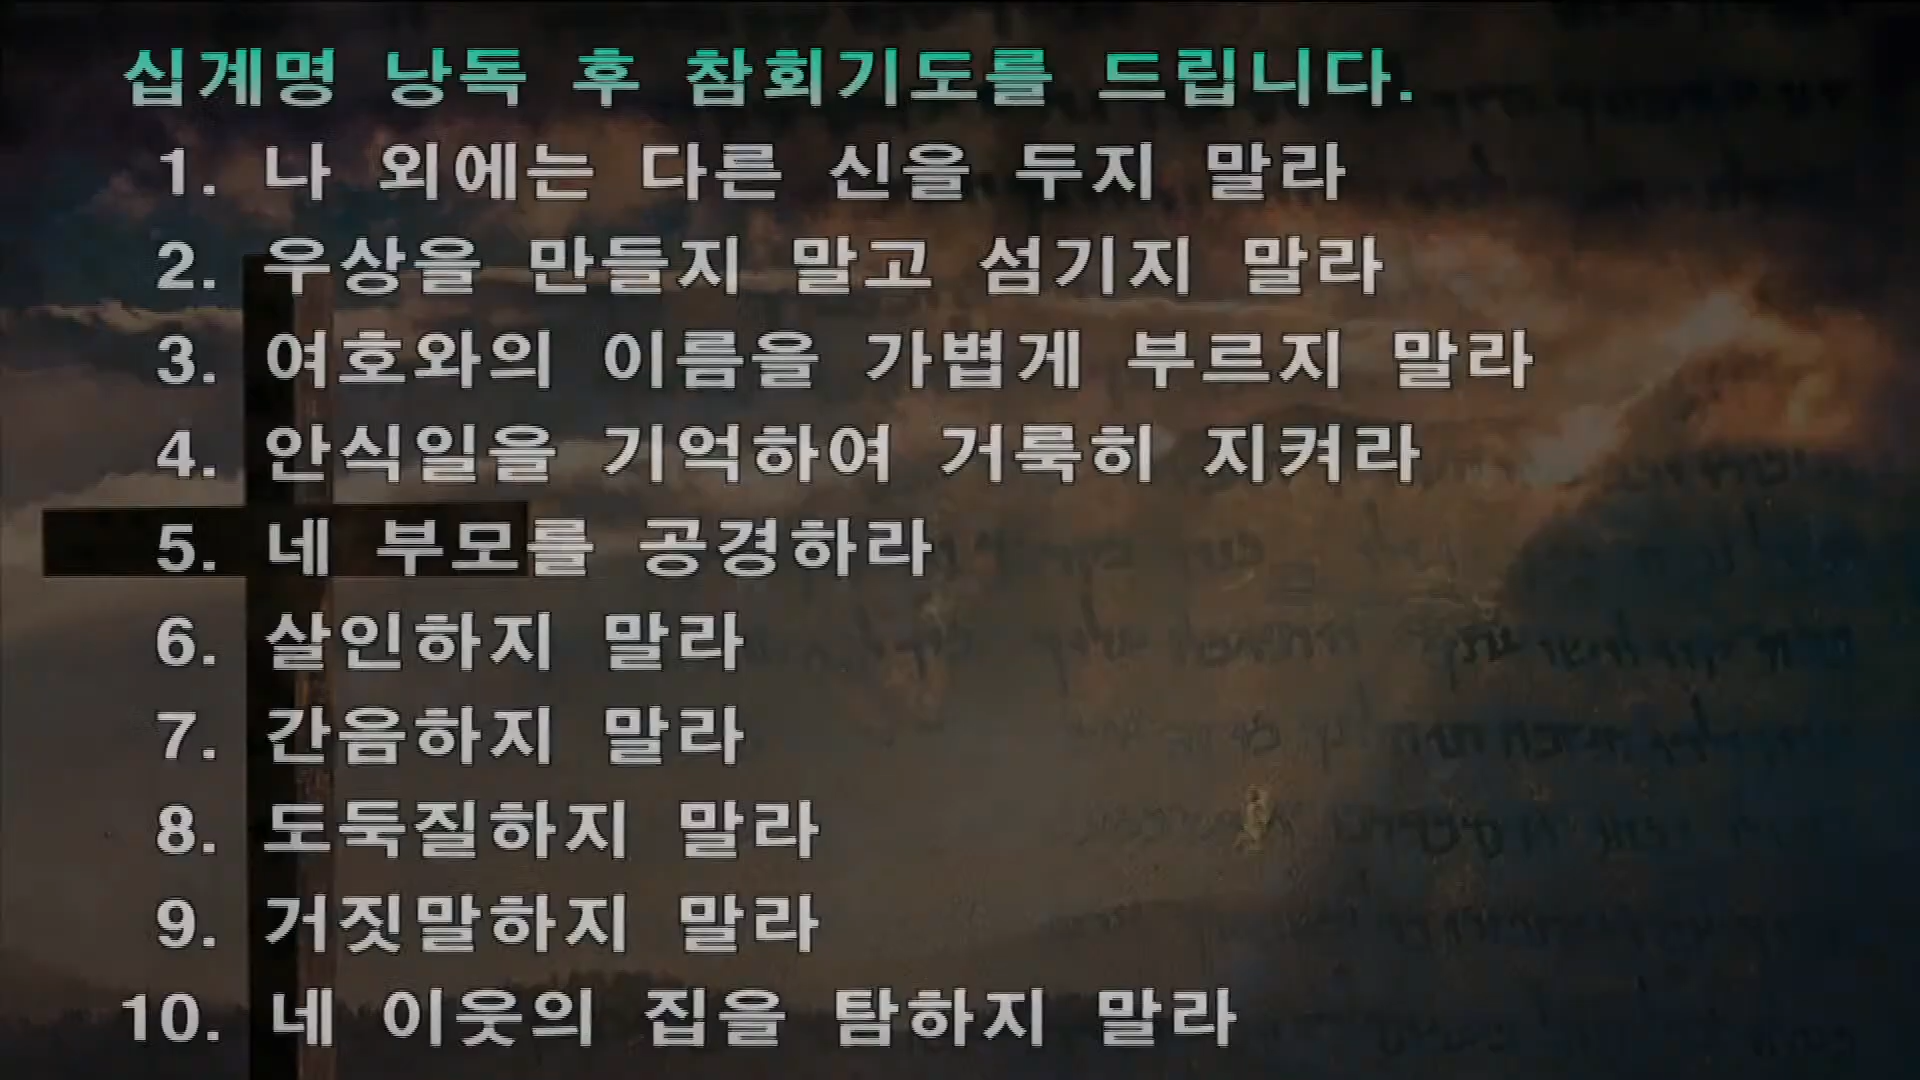 십계명 낭독 후 참회기도를 드립니다.
1. 나 외에는 다른 신을 두지 말라
2. 우상을 만들지 말고 섬기지 말라
3. 여호와의 이름을 가볍게 부르지 말라
4. 안식일을 기억하여 거룩히 지켜라
5. 네 부모를 공경하라
6. 살인하지 말라
7. 간음하지 말라
8. 도둑질하지 말라
9. 거짓말하지 말라
10. 네 이웃의 집을 탐하지 말라